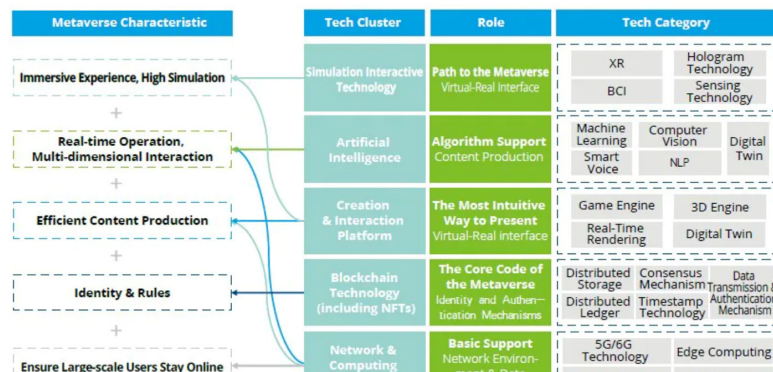 Metaverse Characteristic
Tech Cluster
Role
Tech Category
Immersive Experience, High Simulation
Simulation Interactive
Technology
Path to the Metaverse
Virtual-Real Interface
XR
Hologram
Technology
BCI
Sensing
Technology
+
Real-time Operation,
Multi-dimensional Interaction
Artificial
Intelligence
Algorithm Support
Content Production
Machine
Learning
Computer
Vision
Digital
Twin
Smart
Voice
NLP
+
Efficient Content Production
Creation
& Interaction
Platform
The Most Intuitive
Way to Present
Virtual-Real interface
Game Engine
3D Engine
Real-Time
Rendering
Digital Twin
+
Identity & Rules
Blockchain
Technology
(including NFTs)
The Core Code of
the Metaverse
Identity and Authen-
tication Mechanisms
Distributed
Storage
Consensus
Mechanism
Data
Transmission &
Authentication
Mechanism
Distributed
Ledger
Timestamp
Technology
+
Ensure Large-scale Users Stay Online
Network &
Computing
Basic Support
Network Environ-
ment & Data
5G/6G
Technology
Edge Computing